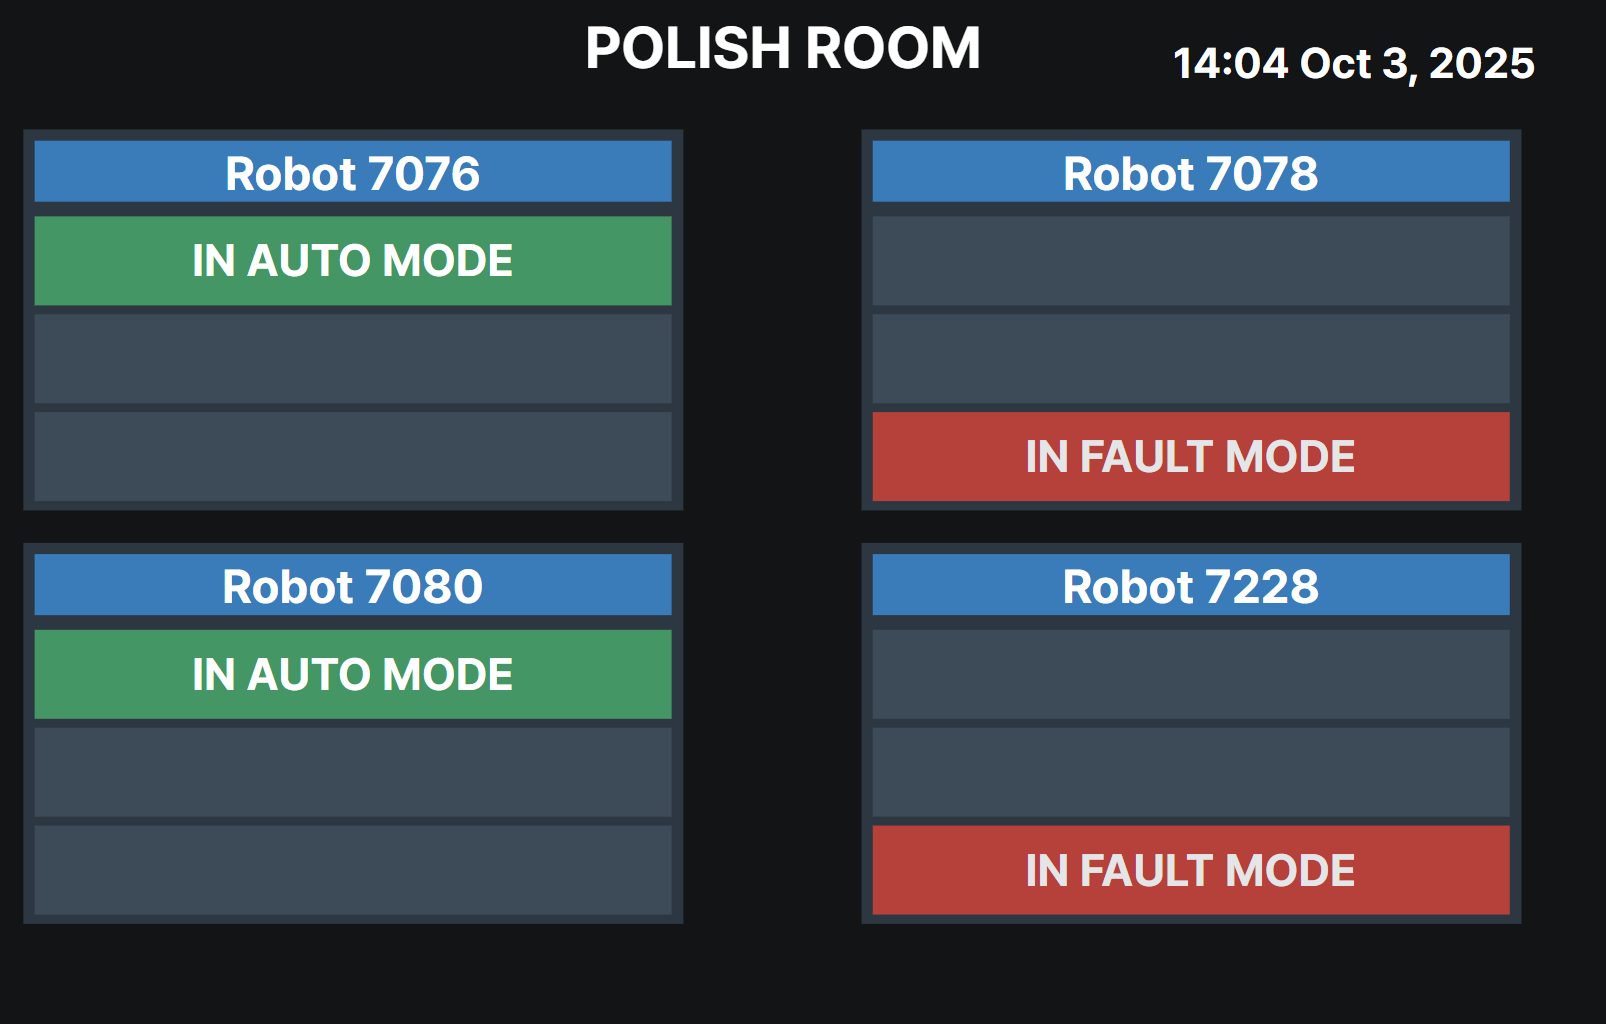 POLISH ROOM
14:04 Oct 3, 2025
Robot 7076
IN AUTO MODE
Robot 7078
IN FAULT MODE
Robot 7080
IN AUTO MODE
Robot 7228
IN FAULT MODE